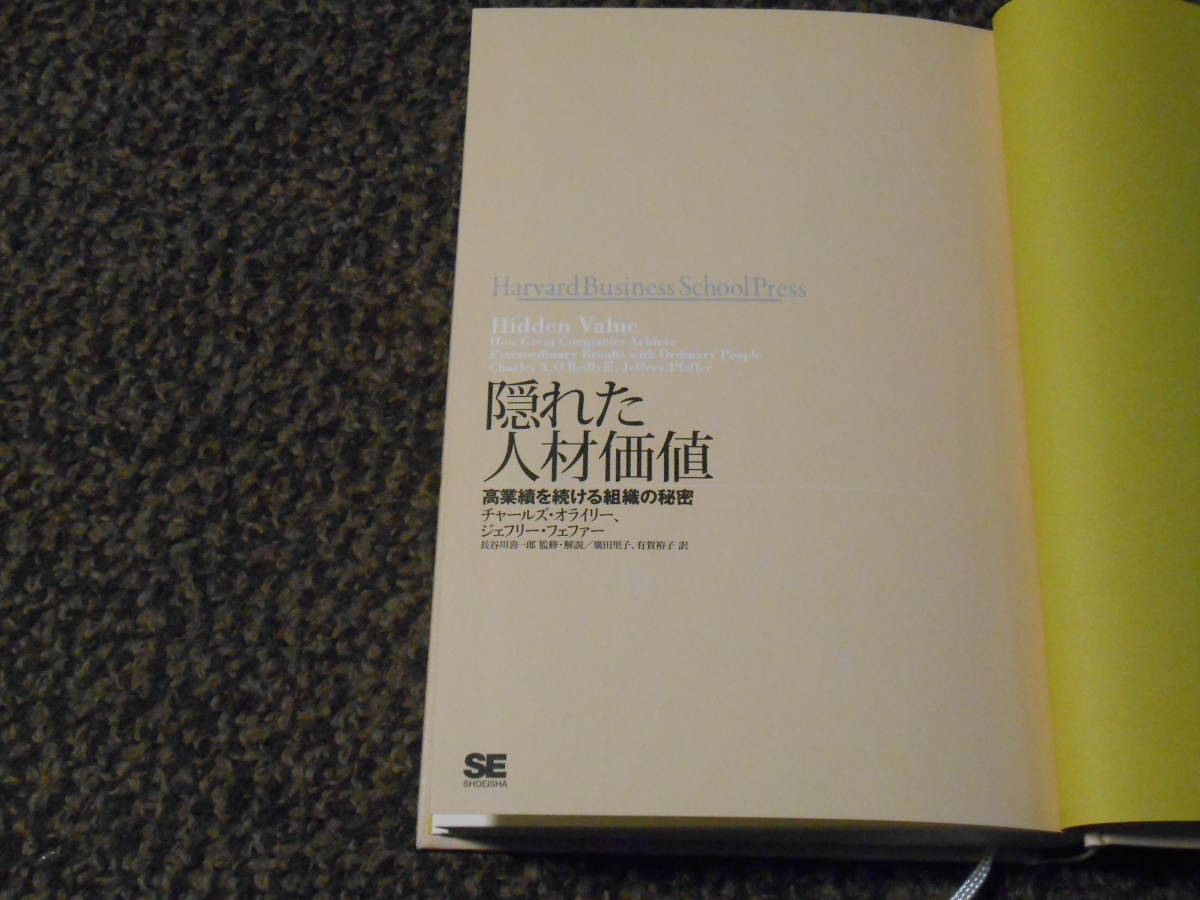 Harvard Business School Press
Hidden Value
How Great Companies Achieve
Extraordinary Results with Ordinary People
Charles A.O'Reilly III, Jeffrey Pfeffer
隠れた
人材価値
高業績を続ける組織の秘密
チャールズ・オライリー、
ジェフリー・フェファー
長谷川喜一郎 監修・解説／廣田里子、有賀裕子 訳
SE
SHOEISHA